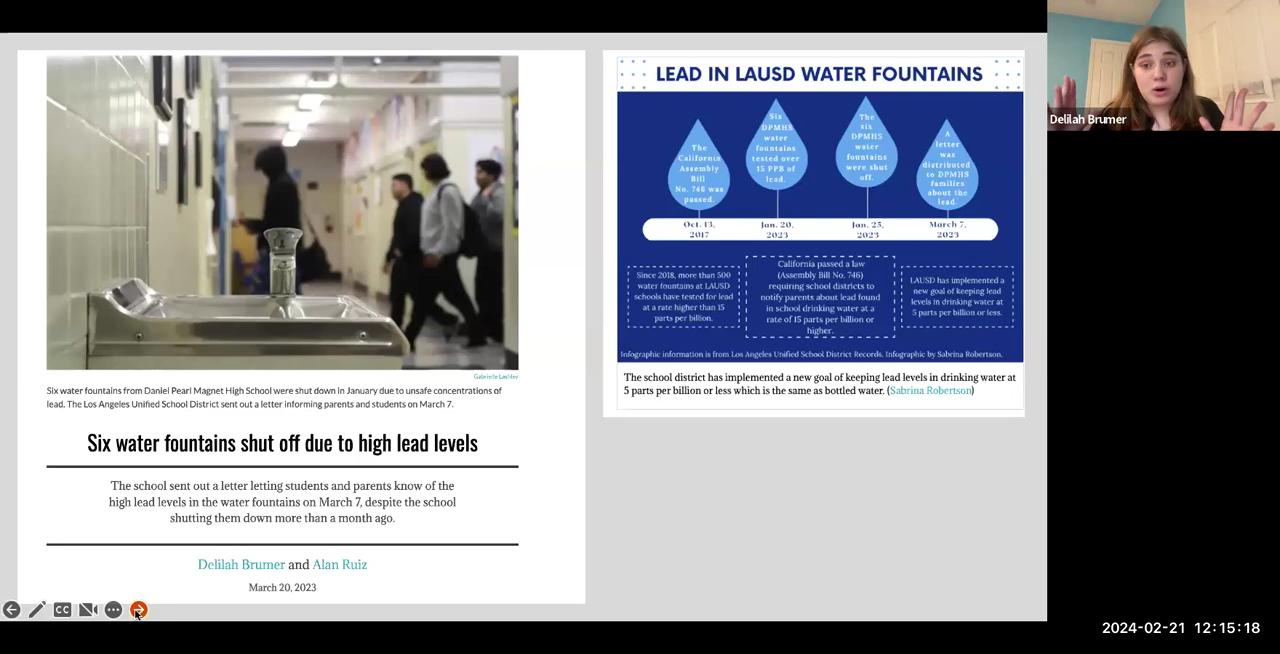 Gabrielle Lashley
Six water fountains from Daniel Pearl Magnet High School were shut down in January due to unsafe concentrations of
lead. The Los Angeles Unified School District sent out a letter informing parents and students on March 7.
Six water fountains shut off due to high lead levels
The school sent out a letter letting students and parents know of the
high lead levels in the water fountains on March 7, despite the school
shutting them down more than a month ago.
Delilah Brumer and Alan Ruiz
March 20, 2023
LEAD IN LAUSD WATER FOUNTAINS
The
California
Assembly
Bill
No. 746 was
passed.
Six
DPMHS
water
fountains
tested over
15 PPB of
lead.
The
six
DPMHS
water
fountains
were shut
off.
A
letter
was
distributed
to DPMHS
families
about the
lead.
Oct. 13,
2017
Jan. 20,
2023
Jan. 25,
2023
March 7,
2023
Since 2018, more than 500
water fountains at LAUSD
schools have tested for lead
at a rate higher than 15
parts per billion.
California passed a law
(Assembly Bill No. 746)
requiring school districts to
notify parents about lead found
in school drinking water at a
rate of 15 parts per billion or
higher.
LAUSD has implemented a
new goal of keeping lead
levels in drinking water at
5 parts per billion or less.
Infographic information is from Los Angeles Unified School District Records. Infographic by Sabrina Robertson.
The school district has implemented a new goal of keeping lead levels in drinking water at
5 parts per billion or less which is the same as bottled water. (Sabrina Robertson)
Delilah Brumer
CC
2024-02-21 12:15:18